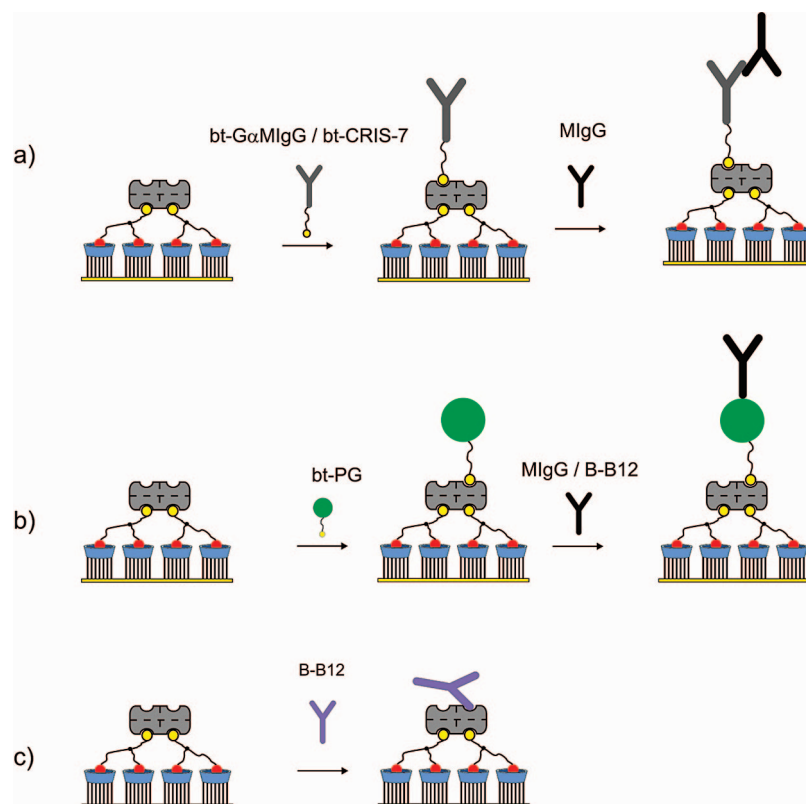 a)
bt-GαMIgG / bt-CRIS-7
MIgG
T
T
T
b)
bt-PG
MIgG / B-B12
T
T
T
c)
B-B12
T
T